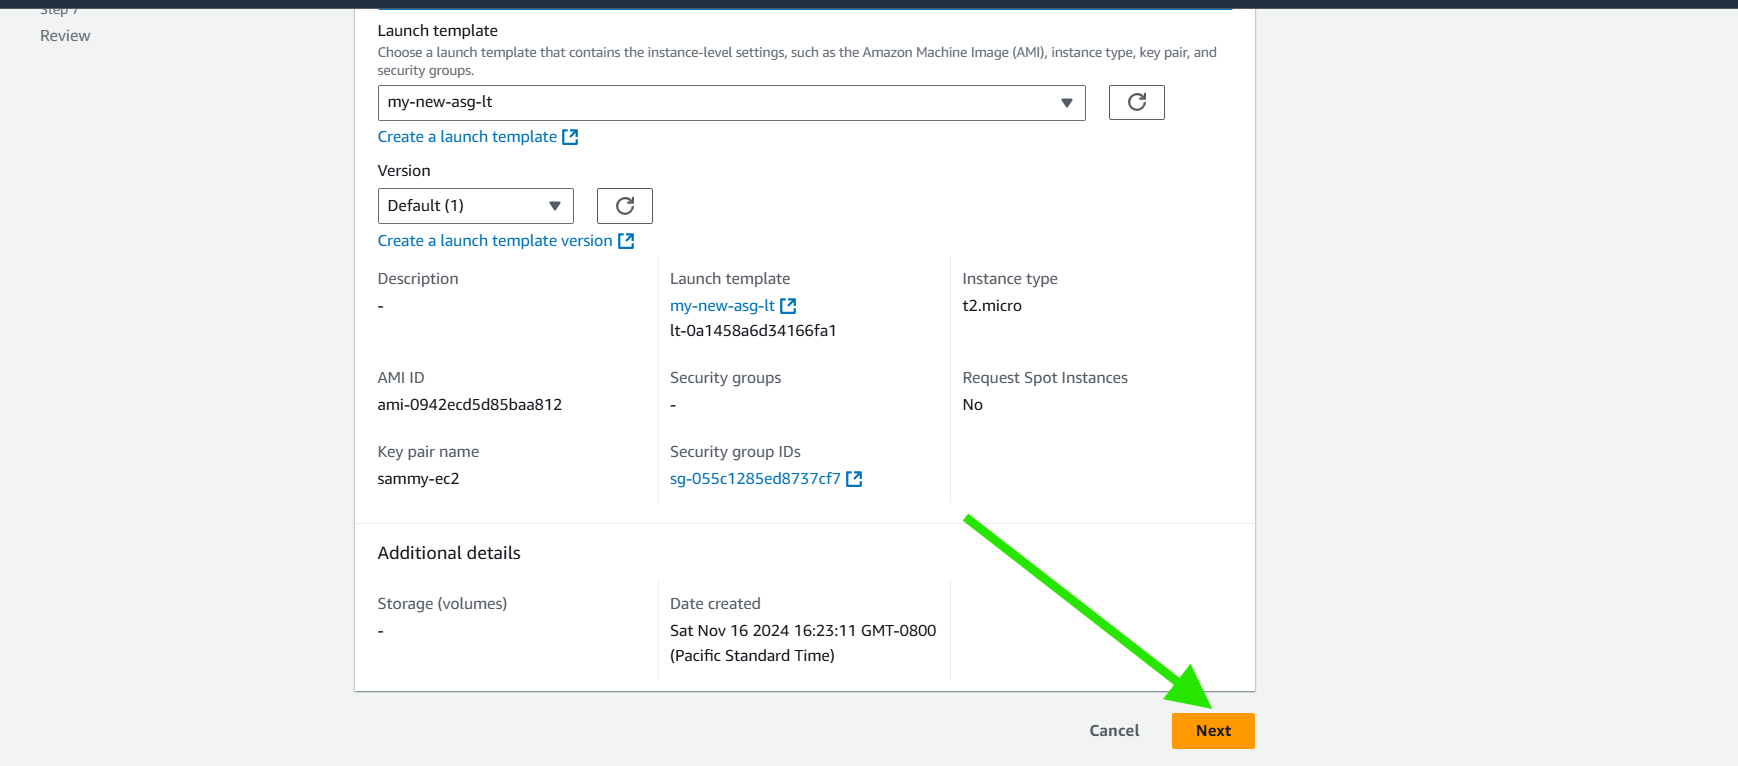 Step 7
Review
Launch template
Choose a launch template that contains the instance-level settings, such as the Amazon Machine Image (AMI), instance type, key pair, and
security groups.
my-new-asg-lt
Create a launch template
Version
Default (1)
Create a launch template version
Description
-
Launch template
my-new-asg-lt
lt-0a1458a6d34166fa1
Instance type
t2.micro
AMI ID
ami-0942ecd5d85baa812
Security groups
-
Request Spot Instances
No
Key pair name
sammy-ec2
Security group IDs
sg-055c1285ed8737cf7
Additional details
Storage (volumes)
-
Date created
Sat Nov 16 2024 16:23:11 GMT-0800
(Pacific Standard Time)
Cancel
Next